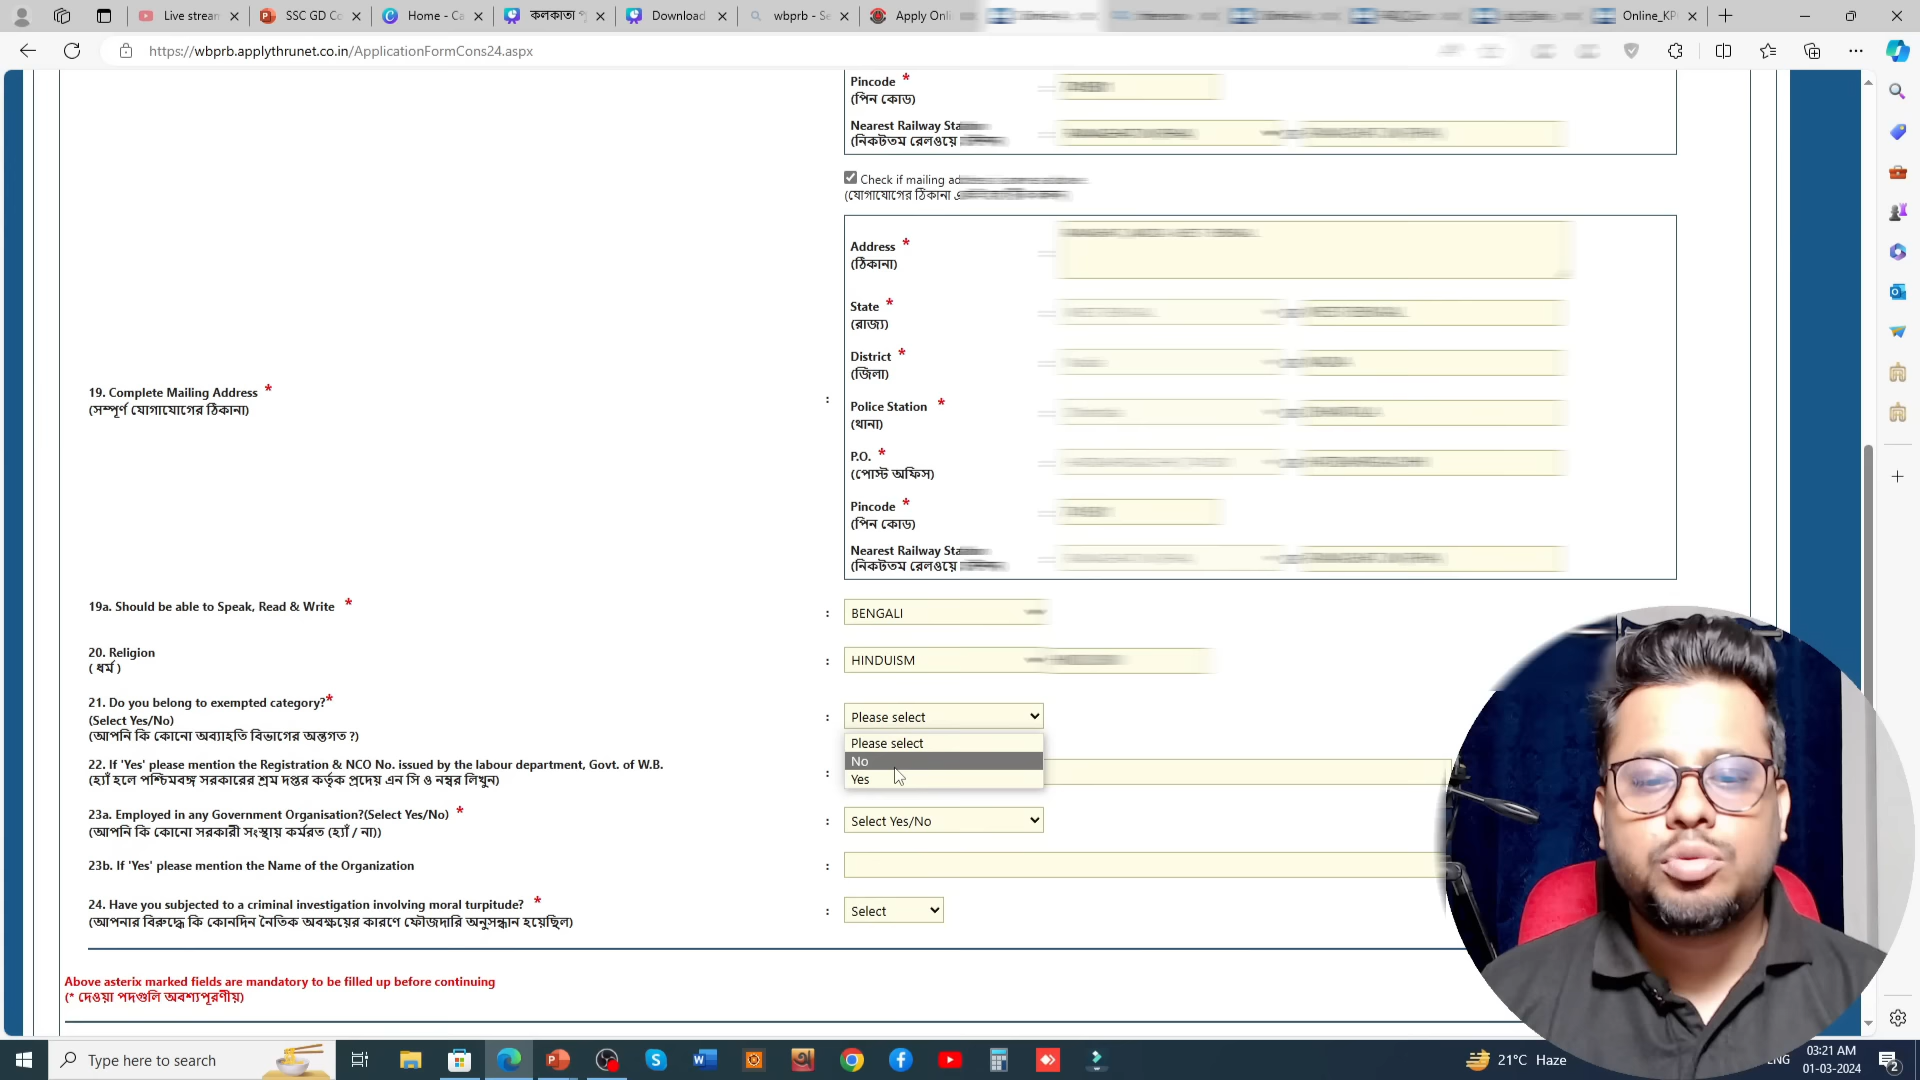 Live strean
SSC GD Co
Home - Ca
কলকাতা প
Download
wbprb - Se
Apply Onli
Online_KP
https://wbprb.applythrunet.co.in/ApplicationFormCons24.aspx
Pincode *
(পিন কোড)
Nearest Railway Sta
(নিকটতম রেলওয়ে
Check if mailing ad
(যোগাযোগের ঠিকানা এ
Address *
(ঠিকানা)
State *
(রাজ্য)
District *
(জিলা)
19. Complete Mailing Address *
(সম্পূর্ণ যোগাযোগের ঠিকানা)
:
Police Station *
(থানা)
P.O. *
(পোস্ট অফিস)
Pincode *
(পিন কোড)
Nearest Railway Sta
(নিকটতম রেলওয়ে
19a. Should be able to Speak, Read & Write *
: BENGALI
20. Religion
( ধর্ম )
: HINDUISM
21. Do you belong to exempted category?*
(Select Yes/No)
(আপনি কি কোনো অব্যাহতি বিভাগের অন্তগত ?)
: Please select
Please select
No
Yes
22. If 'Yes' please mention the Registration & NCO No. issued by the labour department, Govt. of W.B.
(হ্যাঁ হলে পশ্চিমবঙ্গ সরকারের শ্রম দপ্তর কর্তৃক প্রদেয় এন সি ও নম্বর লিখুন)
:
23a. Employed in any Government Organisation?(Select Yes/No) *
(আপনি কি কোনো সরকারী সংস্থায় কর্মরত (হ্যাঁ / না))
: Select Yes/No
23b. If 'Yes' please mention the Name of the Organization
:
24. Have you subjected to a criminal investigation involving moral turpitude? *
(আপনার বিরুদ্ধে কি কোনদিন নৈতিক অবক্ষয়ের কারণে ফৌজদারি অনুসন্ধান হয়েছিল)
: Select
Above asterix marked fields are mandatory to be filled up before continuing
(* দেওয়া পদগুলি অবশ্যপূরণীয়)
Type here to search
21°C Haze
ENG
03:21 AM
01-03-2024
2